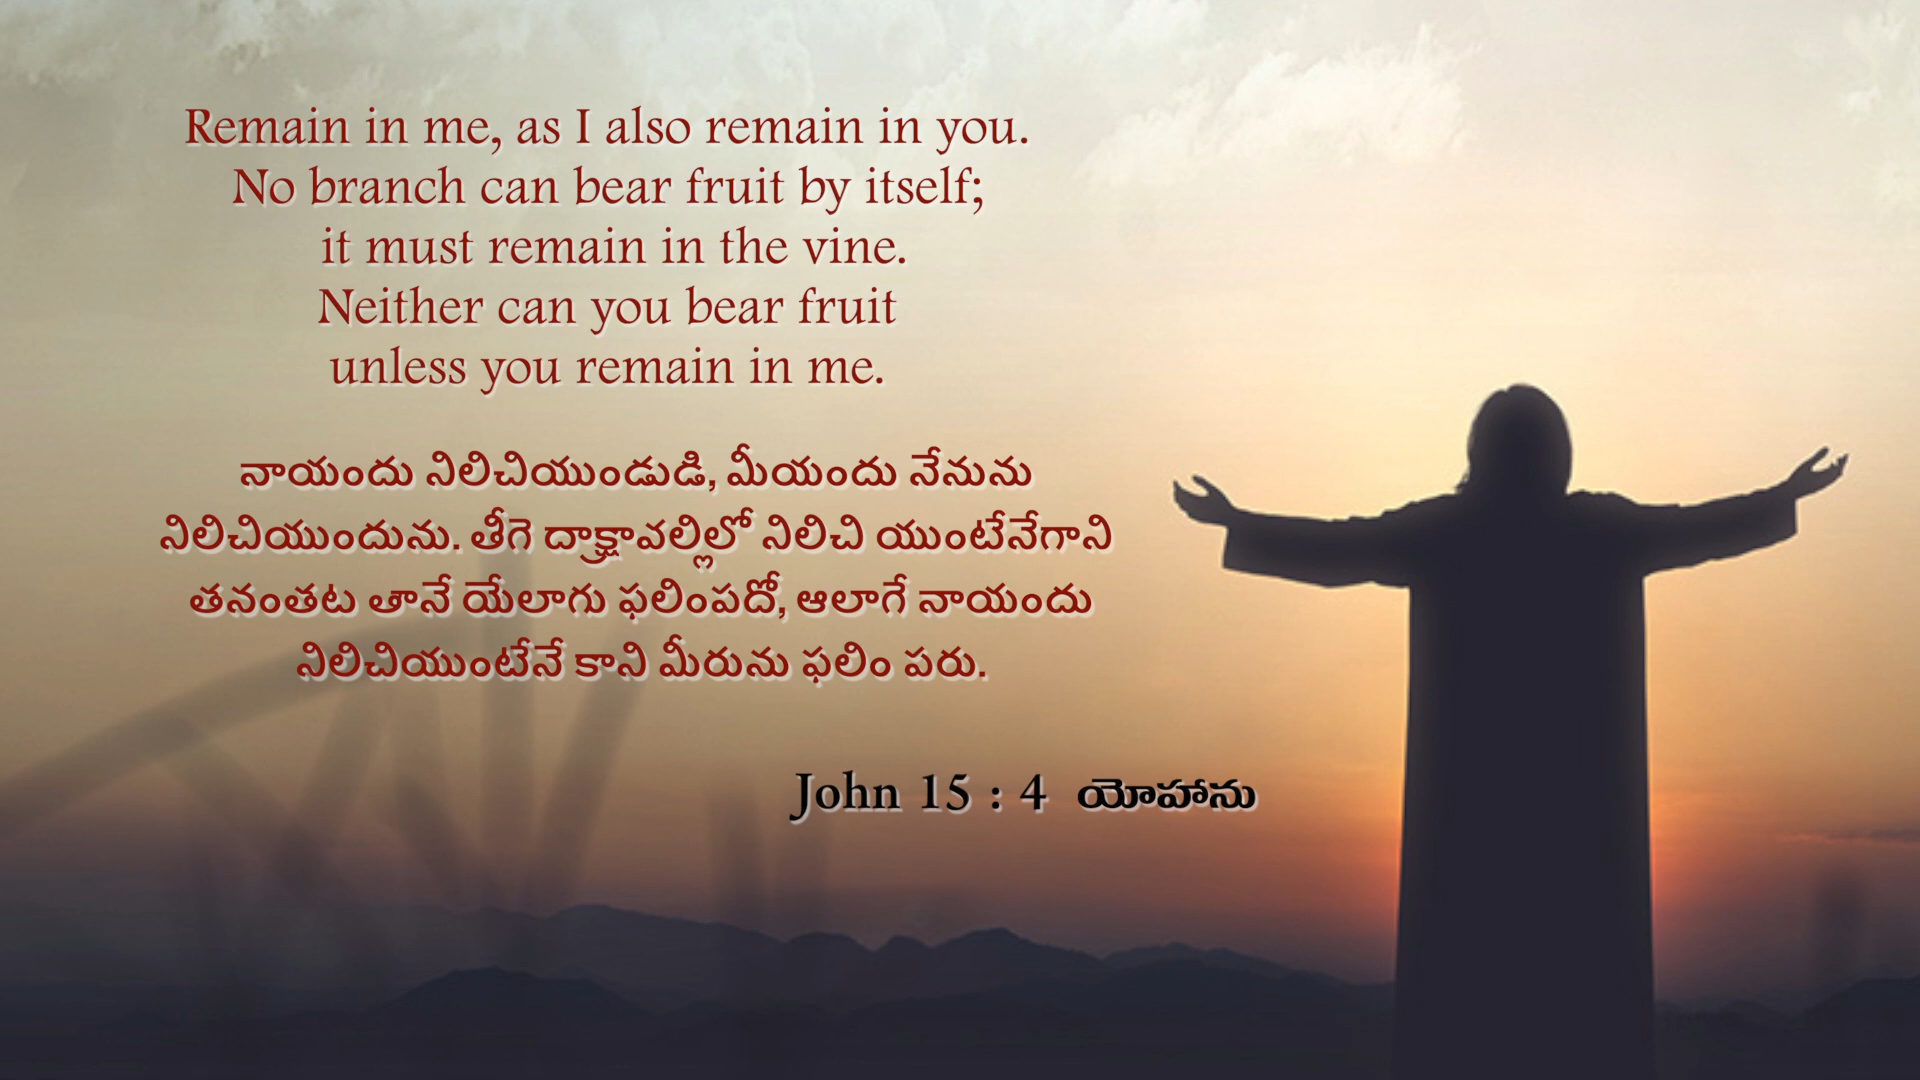 Remain in me, as I also remain in you.
No branch can bear fruit by itself;
it must remain in the vine.
Neither can you bear fruit
unless you remain in me.
నాయందు నిలిచియుండుడి, మీయందు నేనును
నిలిచియుందును. తీగె ద్రాక్షావల్లిలో నిలిచి యుంటేనేగాని
తనంతట తానే యేలాగు ఫలింపదో, ఆలాగే నాయందు
నిలిచియుంటేనే కాని మీరును ఫలిం పరు.
John 15 : 4 యోహాను